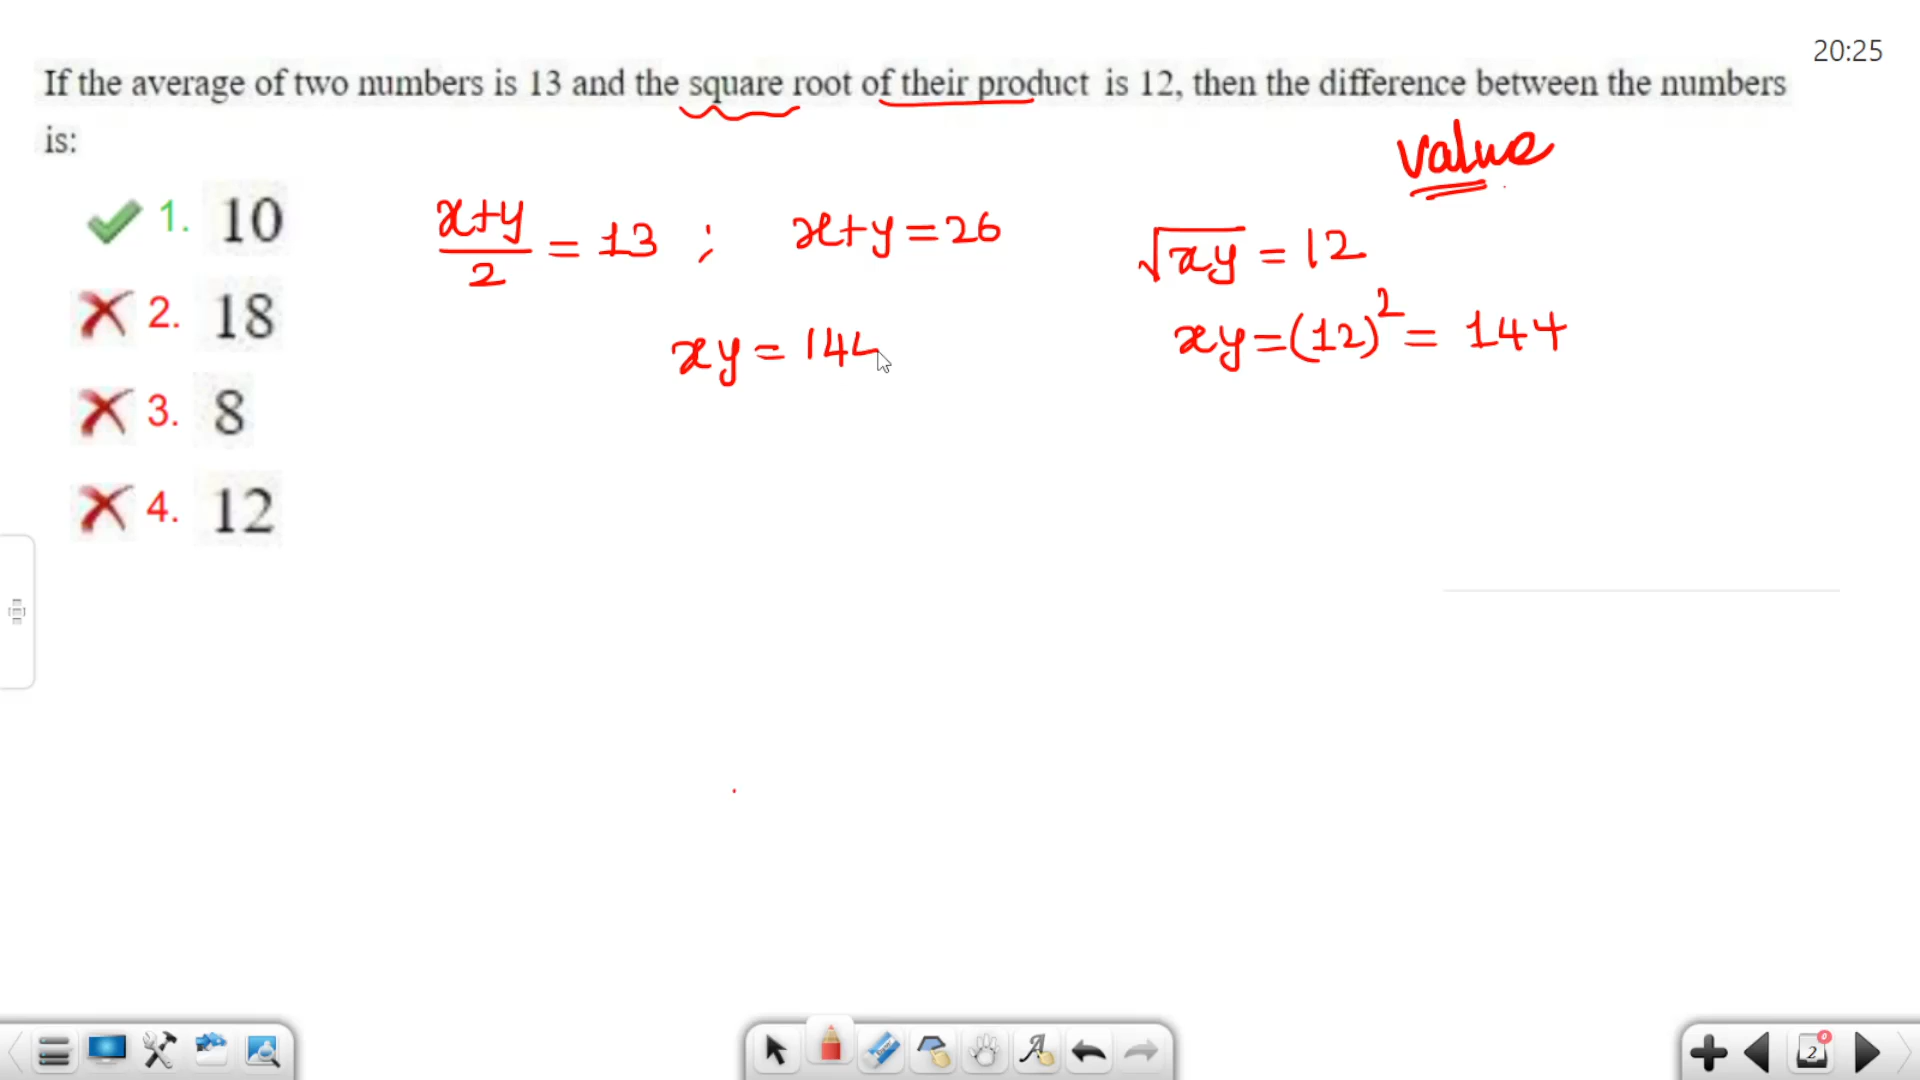 20:25
If the average of two numbers is 13 and the square root of their product is 12, then the difference between the numbers
is:
value
1. 10
x+y/2 = 13 ; x+y=26
√xy = 12
2. 18
xy = 144
xy=(12)² = 144
3. 8
4. 12
2
0